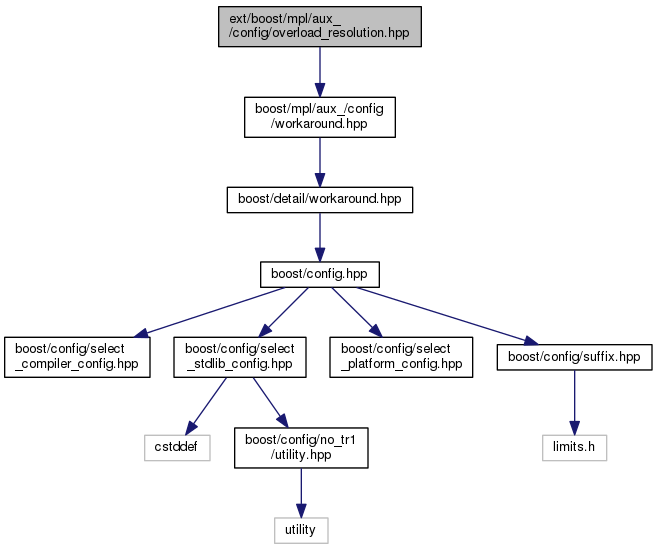 ext/boost/mpl/aux_
/config/overload_resolution.hpp
boost/mpl/aux_/config
/workaround.hpp
boost/detail/workaround.hpp
boost/config.hpp
boost/config/select
_compiler_config.hpp
boost/config/select
_stdlib_config.hpp
boost/config/select
_platform_config.hpp
boost/config/suffix.hpp
cstddef
boost/config/no_tr1
/utility.hpp
limits.h
utility